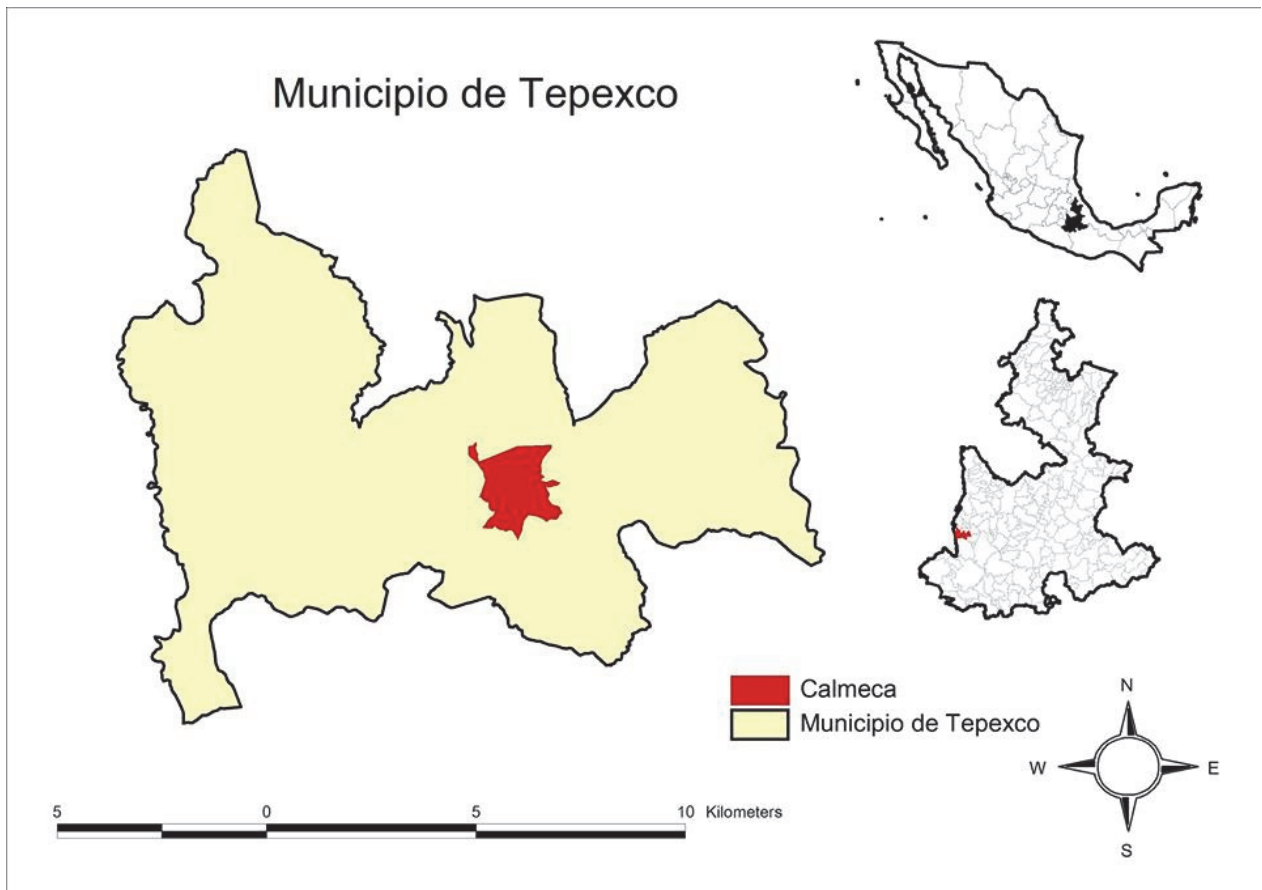 Municipio de Tepexco
Calmeca
Municipio de Tepexco
N
W E
S
5 0 5 10 Kilometers